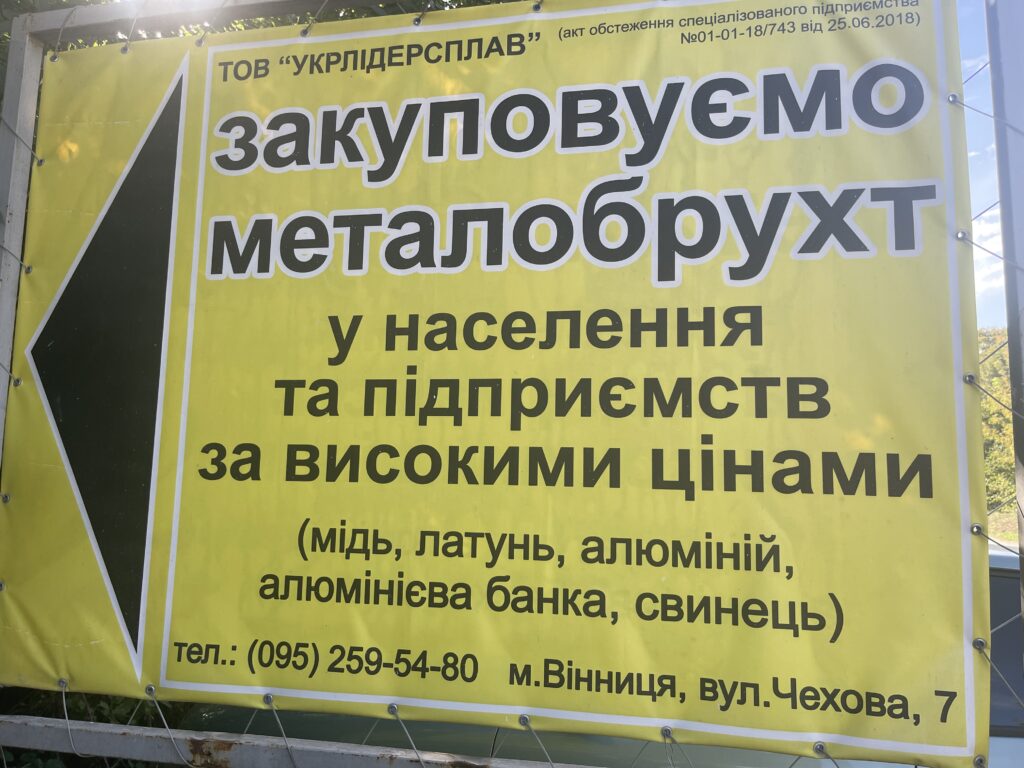 ТОВ "УКРЛІДЕРСПЛАВ"
(акт обстеження спеціалізованого підприємства
№01-01-18/743 від 25.06.2018)
закуповуємо
металобрухт
у населення
та підприємств
за високими цінами
(мідь, латунь, алюміній,
алюмінієва банка, свинець)
тел.: (095) 259-54-80 м.Вінниця, вул.Чехова, 7